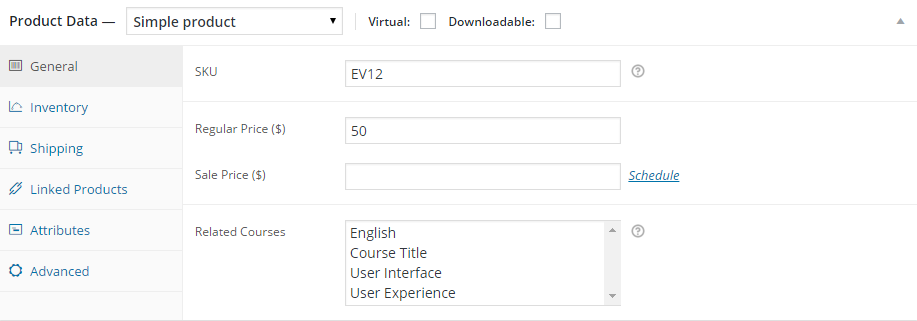 Product Data — Simple product Virtual: Downloadable:
General
Inventory
Shipping
Linked Products
Attributes
Advanced
SKU EV12
Regular Price ($) 50
Sale Price ($) Schedule
Related Courses
English
Course Title
User Interface
User Experience